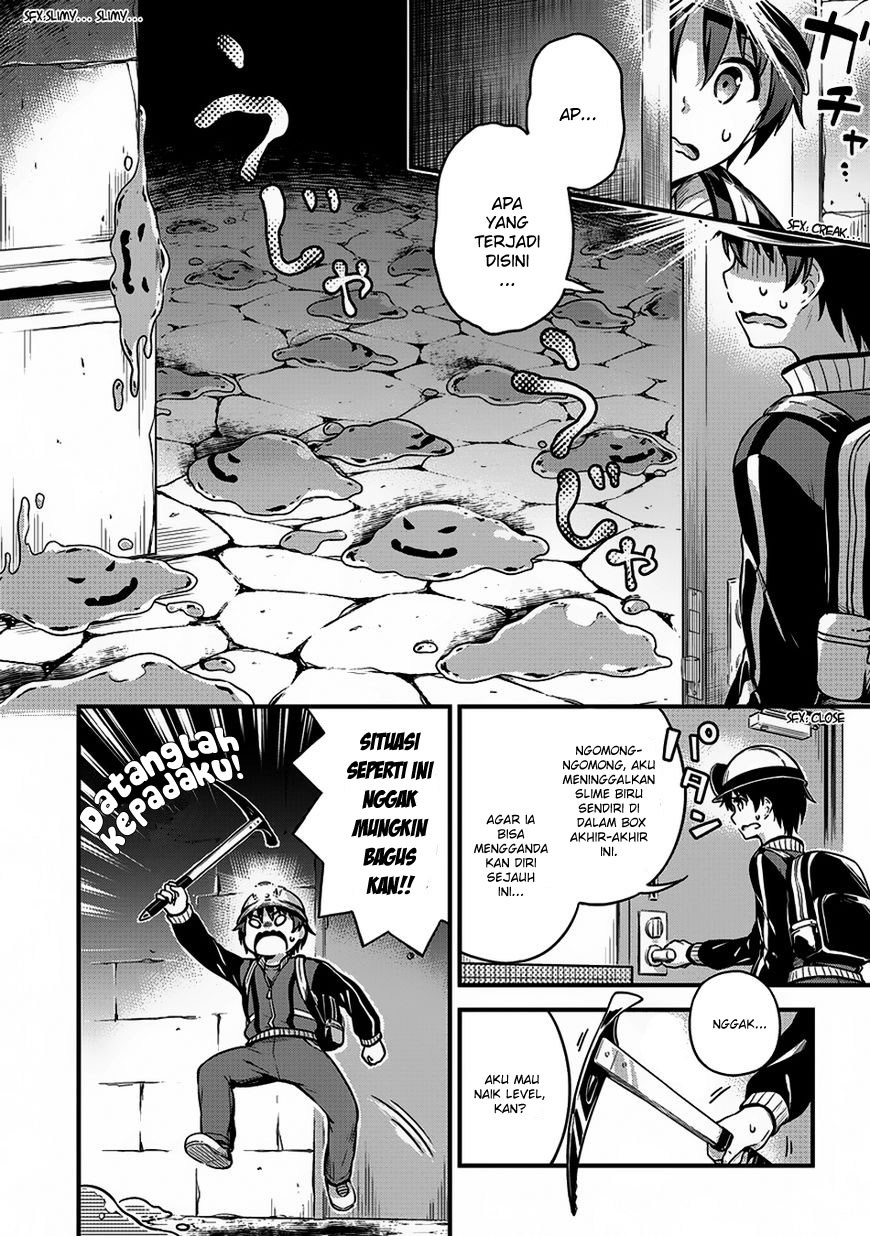 ガチャ…
SFX: CREAK.
AP...
APA
YANG
TERJADI
DISINI
...
SFX:SLIMY... SLIMY...
うじゃ
うじゃ
SFX: CLOSE
パタン
NGOMONG-
NGOMONG, AKU
MENINGGALKAN
SLIME BIRU
SENDIRI DI
DALAM BOX
AKHIR-AKHIR
INI.
AGAR IA
BISA
MENGGANDA
KAN DIRI
SEJAUH
INI...
NGGAK...
AKU MAU
NAIK LEVEL,
KAN?
SITUASI
SEPERTI INI
NGGAK
MUNGKIN
BAGUS
KAN!!
DATANGLAH
KEPADAKU!